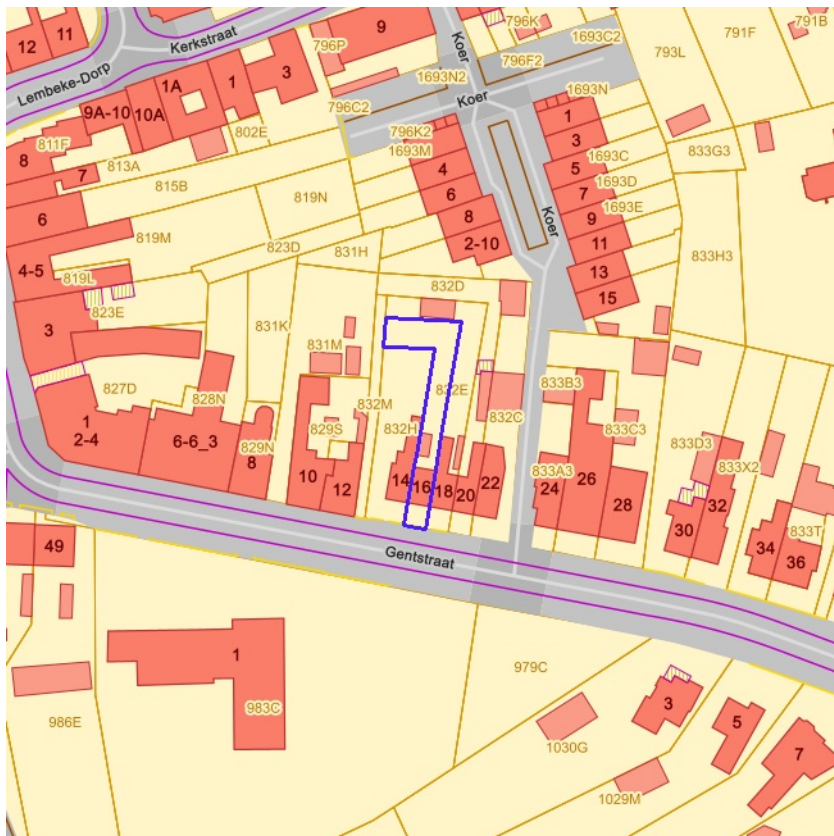 12
11
Kerkstraat
Koer
796K
1693C2
791F
791B
796P
9
796F2
793L
1A
1
3
1693N2
Lembeke-Dorp
9A-10
10A
796C2
Koer
1693N
811F
802E
796K2
1693M
1
8
813A
3
833G3
7
815B
819N
4
5
1693C
6
6
7
1693D
8
Koer
9
1693E
819M
823D
831H
2-10
11
833H3
4-5
819L
832D
13
823E
15
3
831K
831M
827D
828N
832M
832E
832C
833B3
1
2-4
6-6_3
829N
829S
832H
833C3
833D3
833X2
8
10
12
14
16
18
20
22
833A3
24
26
28
30
32
833T
34
36
49
Gentstraat
1
979C
983C
986E
3
5
1030G
7
1029M